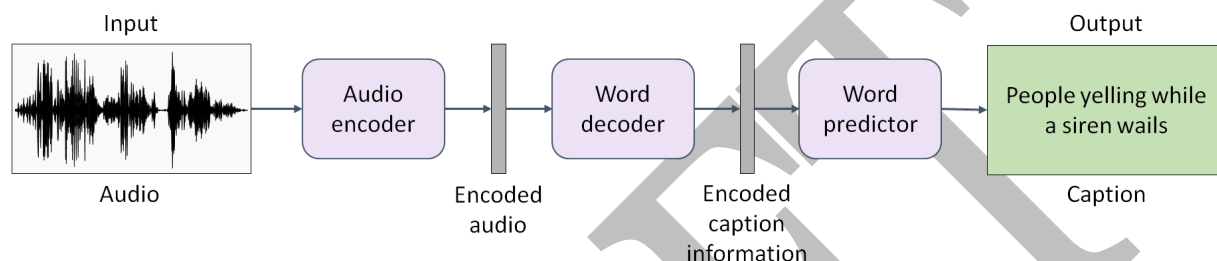 Input
Output
Audio
encoder
Word
decoder
Word
predictor
People yelling while
a siren wails
Audio
Encoded
audio
Encoded
caption
information
Caption